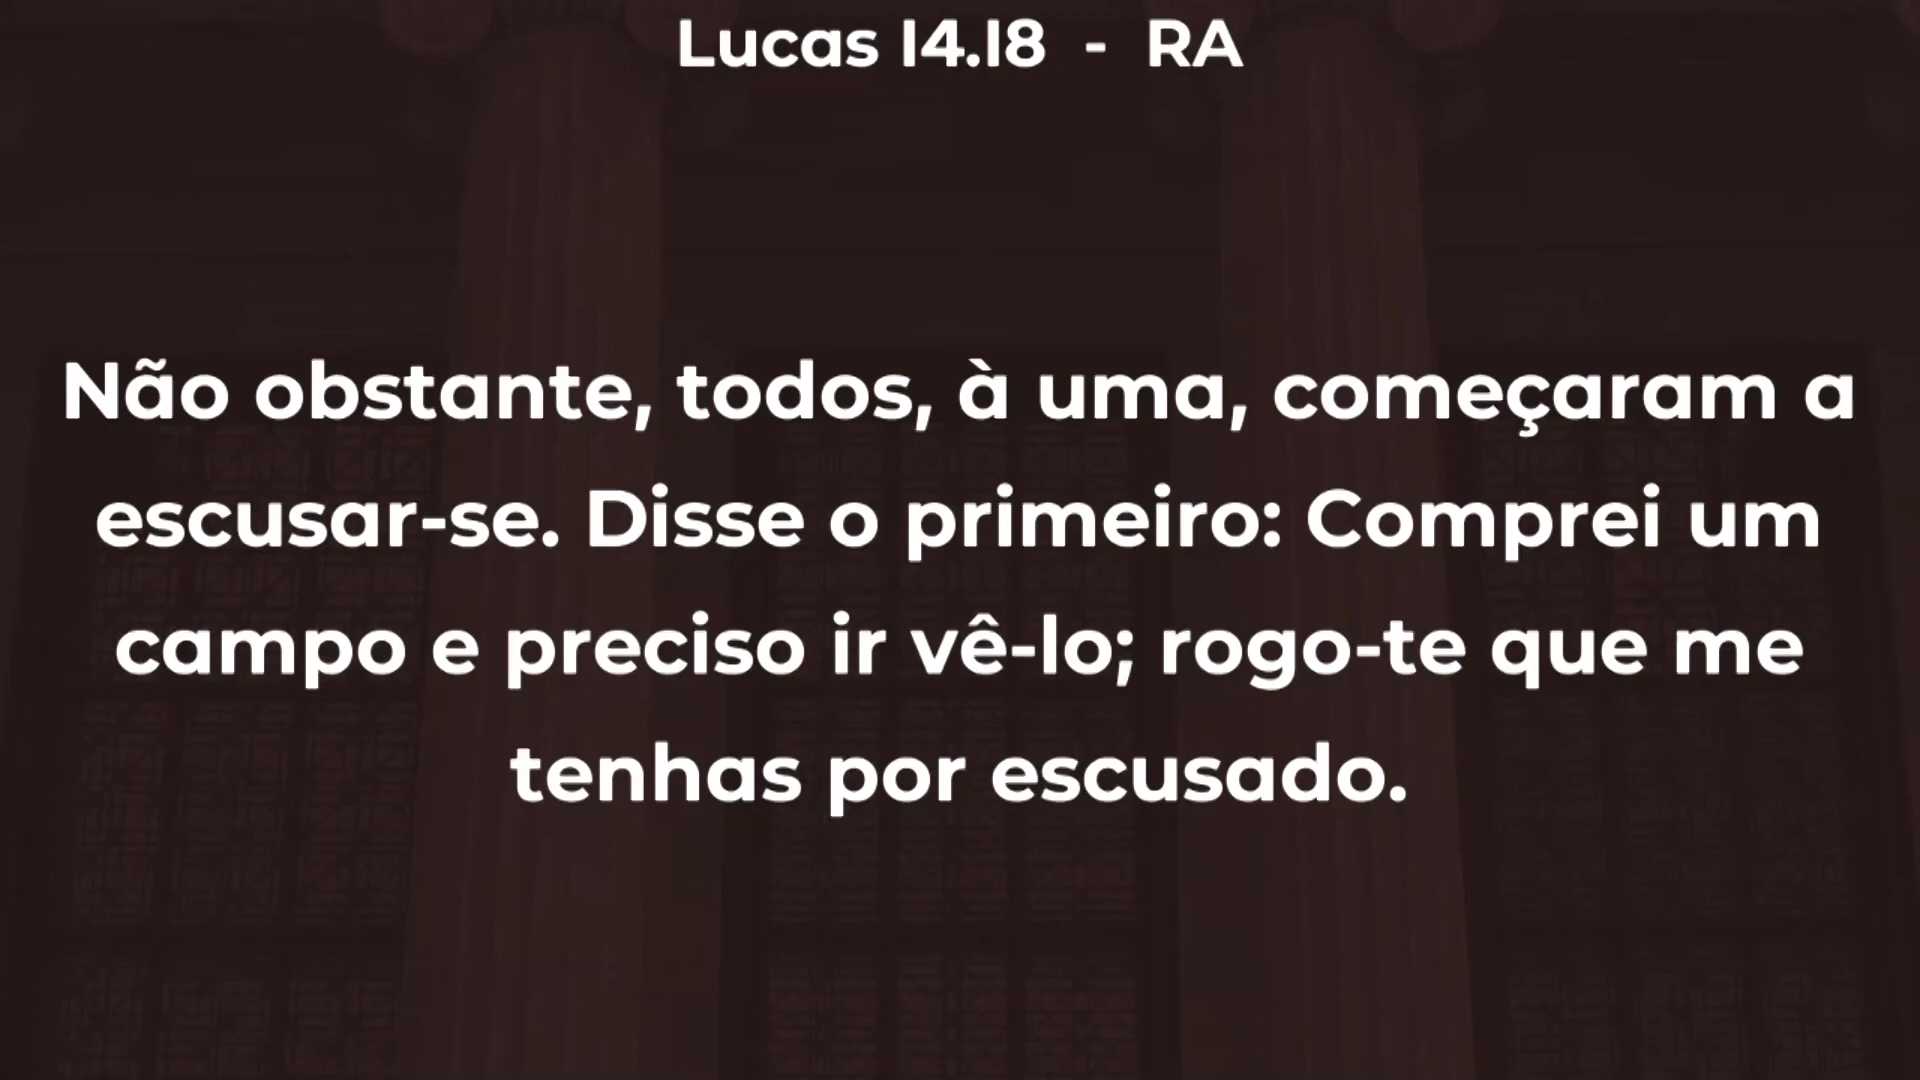 Lucas 14.18 - RA
Não obstante, todos, à uma, começaram a
escusar-se. Disse o primeiro: Comprei um
campo e preciso ir vê-lo; rogo-te que me
tenhas por escusado.